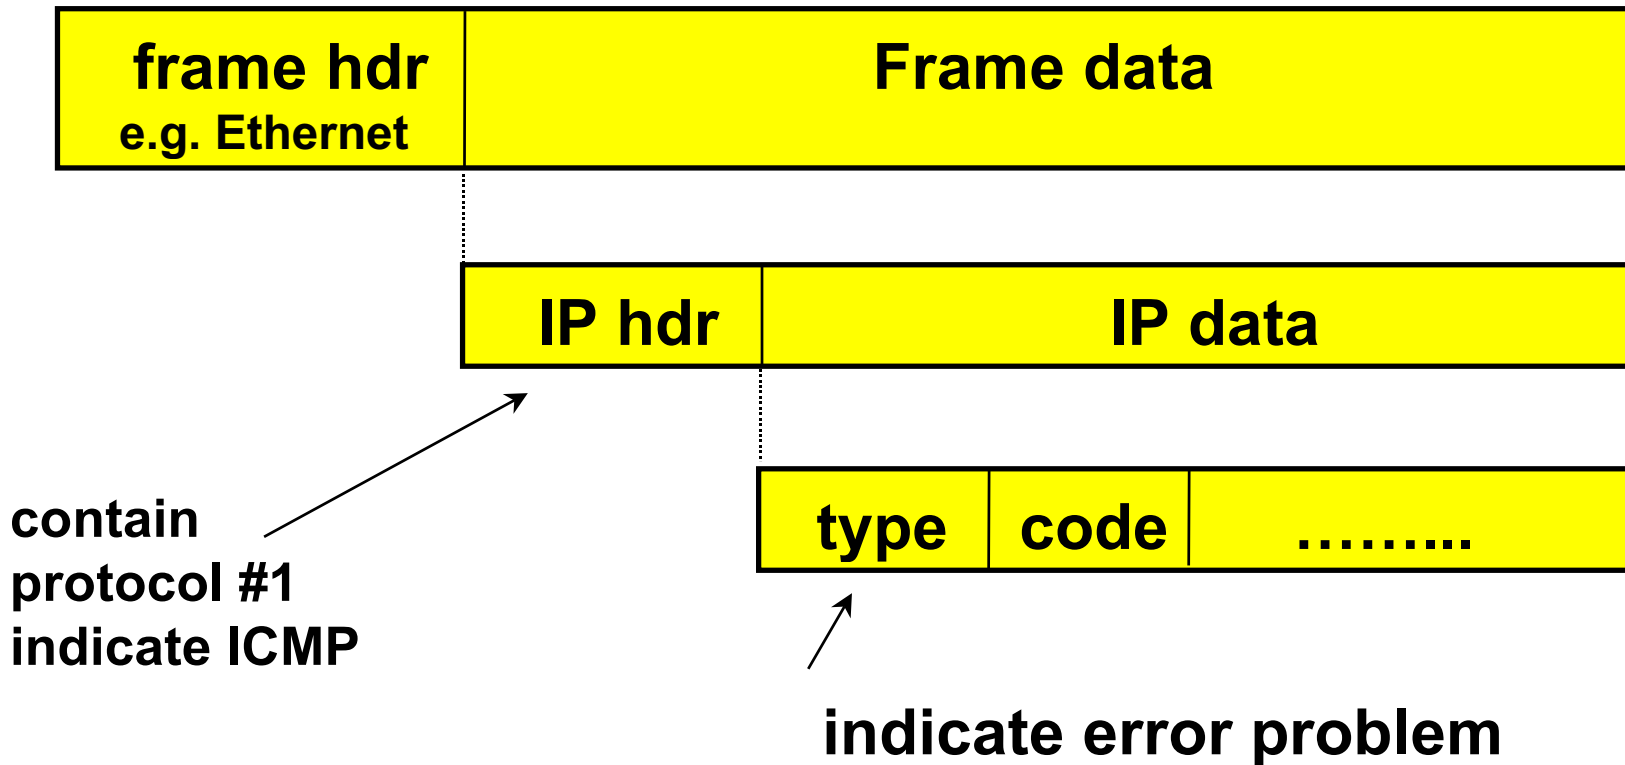 frame hdr
Frame data
e.g. Ethernet
IP hdr
IP data
type
code
……...
contain
protocol #1
indicate ICMP
indicate error problem